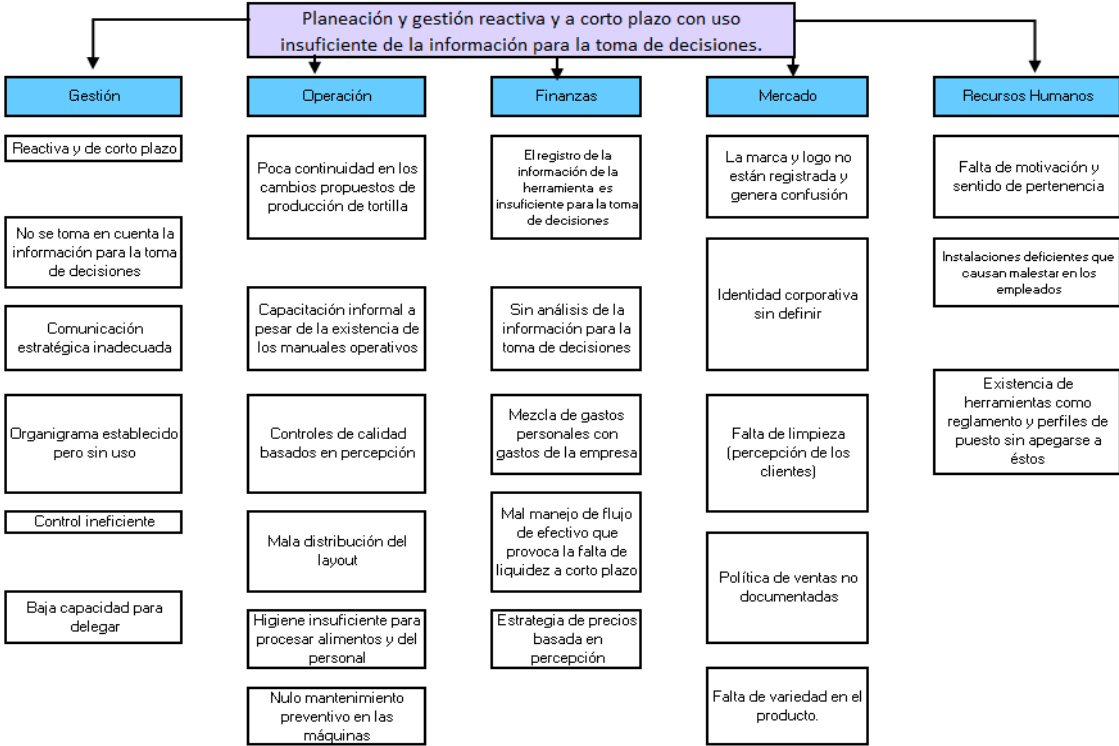 Planeación y gestión reactiva y a corto plazo con uso
insuficiente de la información para la toma de decisiones.
Gestión
Reactiva y de corto plazo
No se toma en cuenta la
información para la toma
de decisiones
Comunicación
estratégica inadecuada
Organigrama establecido
pero sin uso
Control ineficiente
Baja capacidad para
delegar
Operación
Poca continuidad en los
cambios propuestos de
producción de tortilla
Capacitación informal a
pesar de la existencia de
los manuales operativos
Controles de calidad
basados en percepción
Mala distribución del
layout
Higiene insuficiente para
procesar alimentos y del
personal
Nulo mantenimiento
preventivo en las
máquinas
Finanzas
El registro de la
información de la
herramienta es
insuficiente para la toma
de decisiones
Sin análisis de la
información para la
toma de decisiones
Mezcla de gastos
personales con
gastos de la empresa
Mal manejo de flujo
de efectivo que
provoca la falta de
liquidez a corto plazo
Estrategia de precios
basada en
percepción
Mercado
La marca y logo no
están registrada y
genera confusión
Identidad corporativa
sin definir
Falta de limpieza
(percepción de los
clientes)
Política de ventas no
documentadas
Falta de variedad en el
producto.
Recursos Humanos
Falta de motivación y
sentido de pertenencia
Instalaciones deficientes que
causan malestar en los
empleados
Existencia de
herramientas como
reglamento y perfiles de
puesto sin apegarse a
éstos